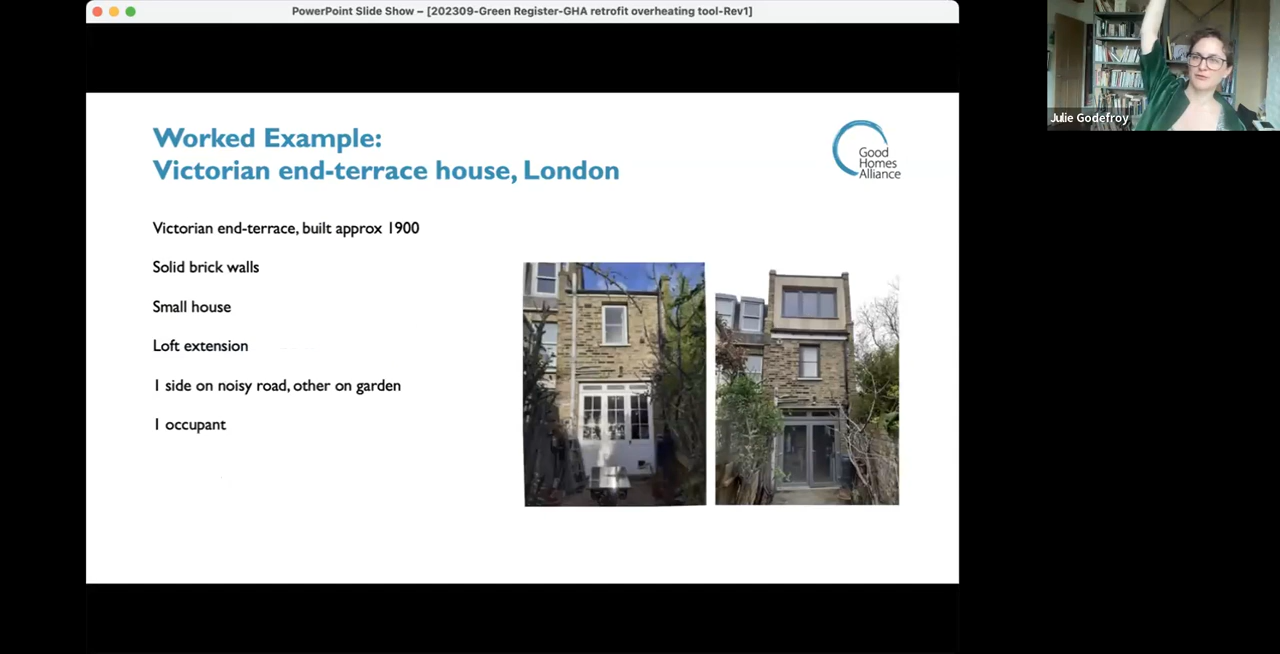 PowerPoint Slide Show – [202309-Green Register-GHA retrofit overheating tool-Rev1]
Julie Godefroy
Worked Example:
Victorian end-terrace house, London
Good
Homes
Alliance
Victorian end-terrace, built approx 1900
Solid brick walls
Small house
Loft extension
1 side on noisy road, other on garden
1 occupant